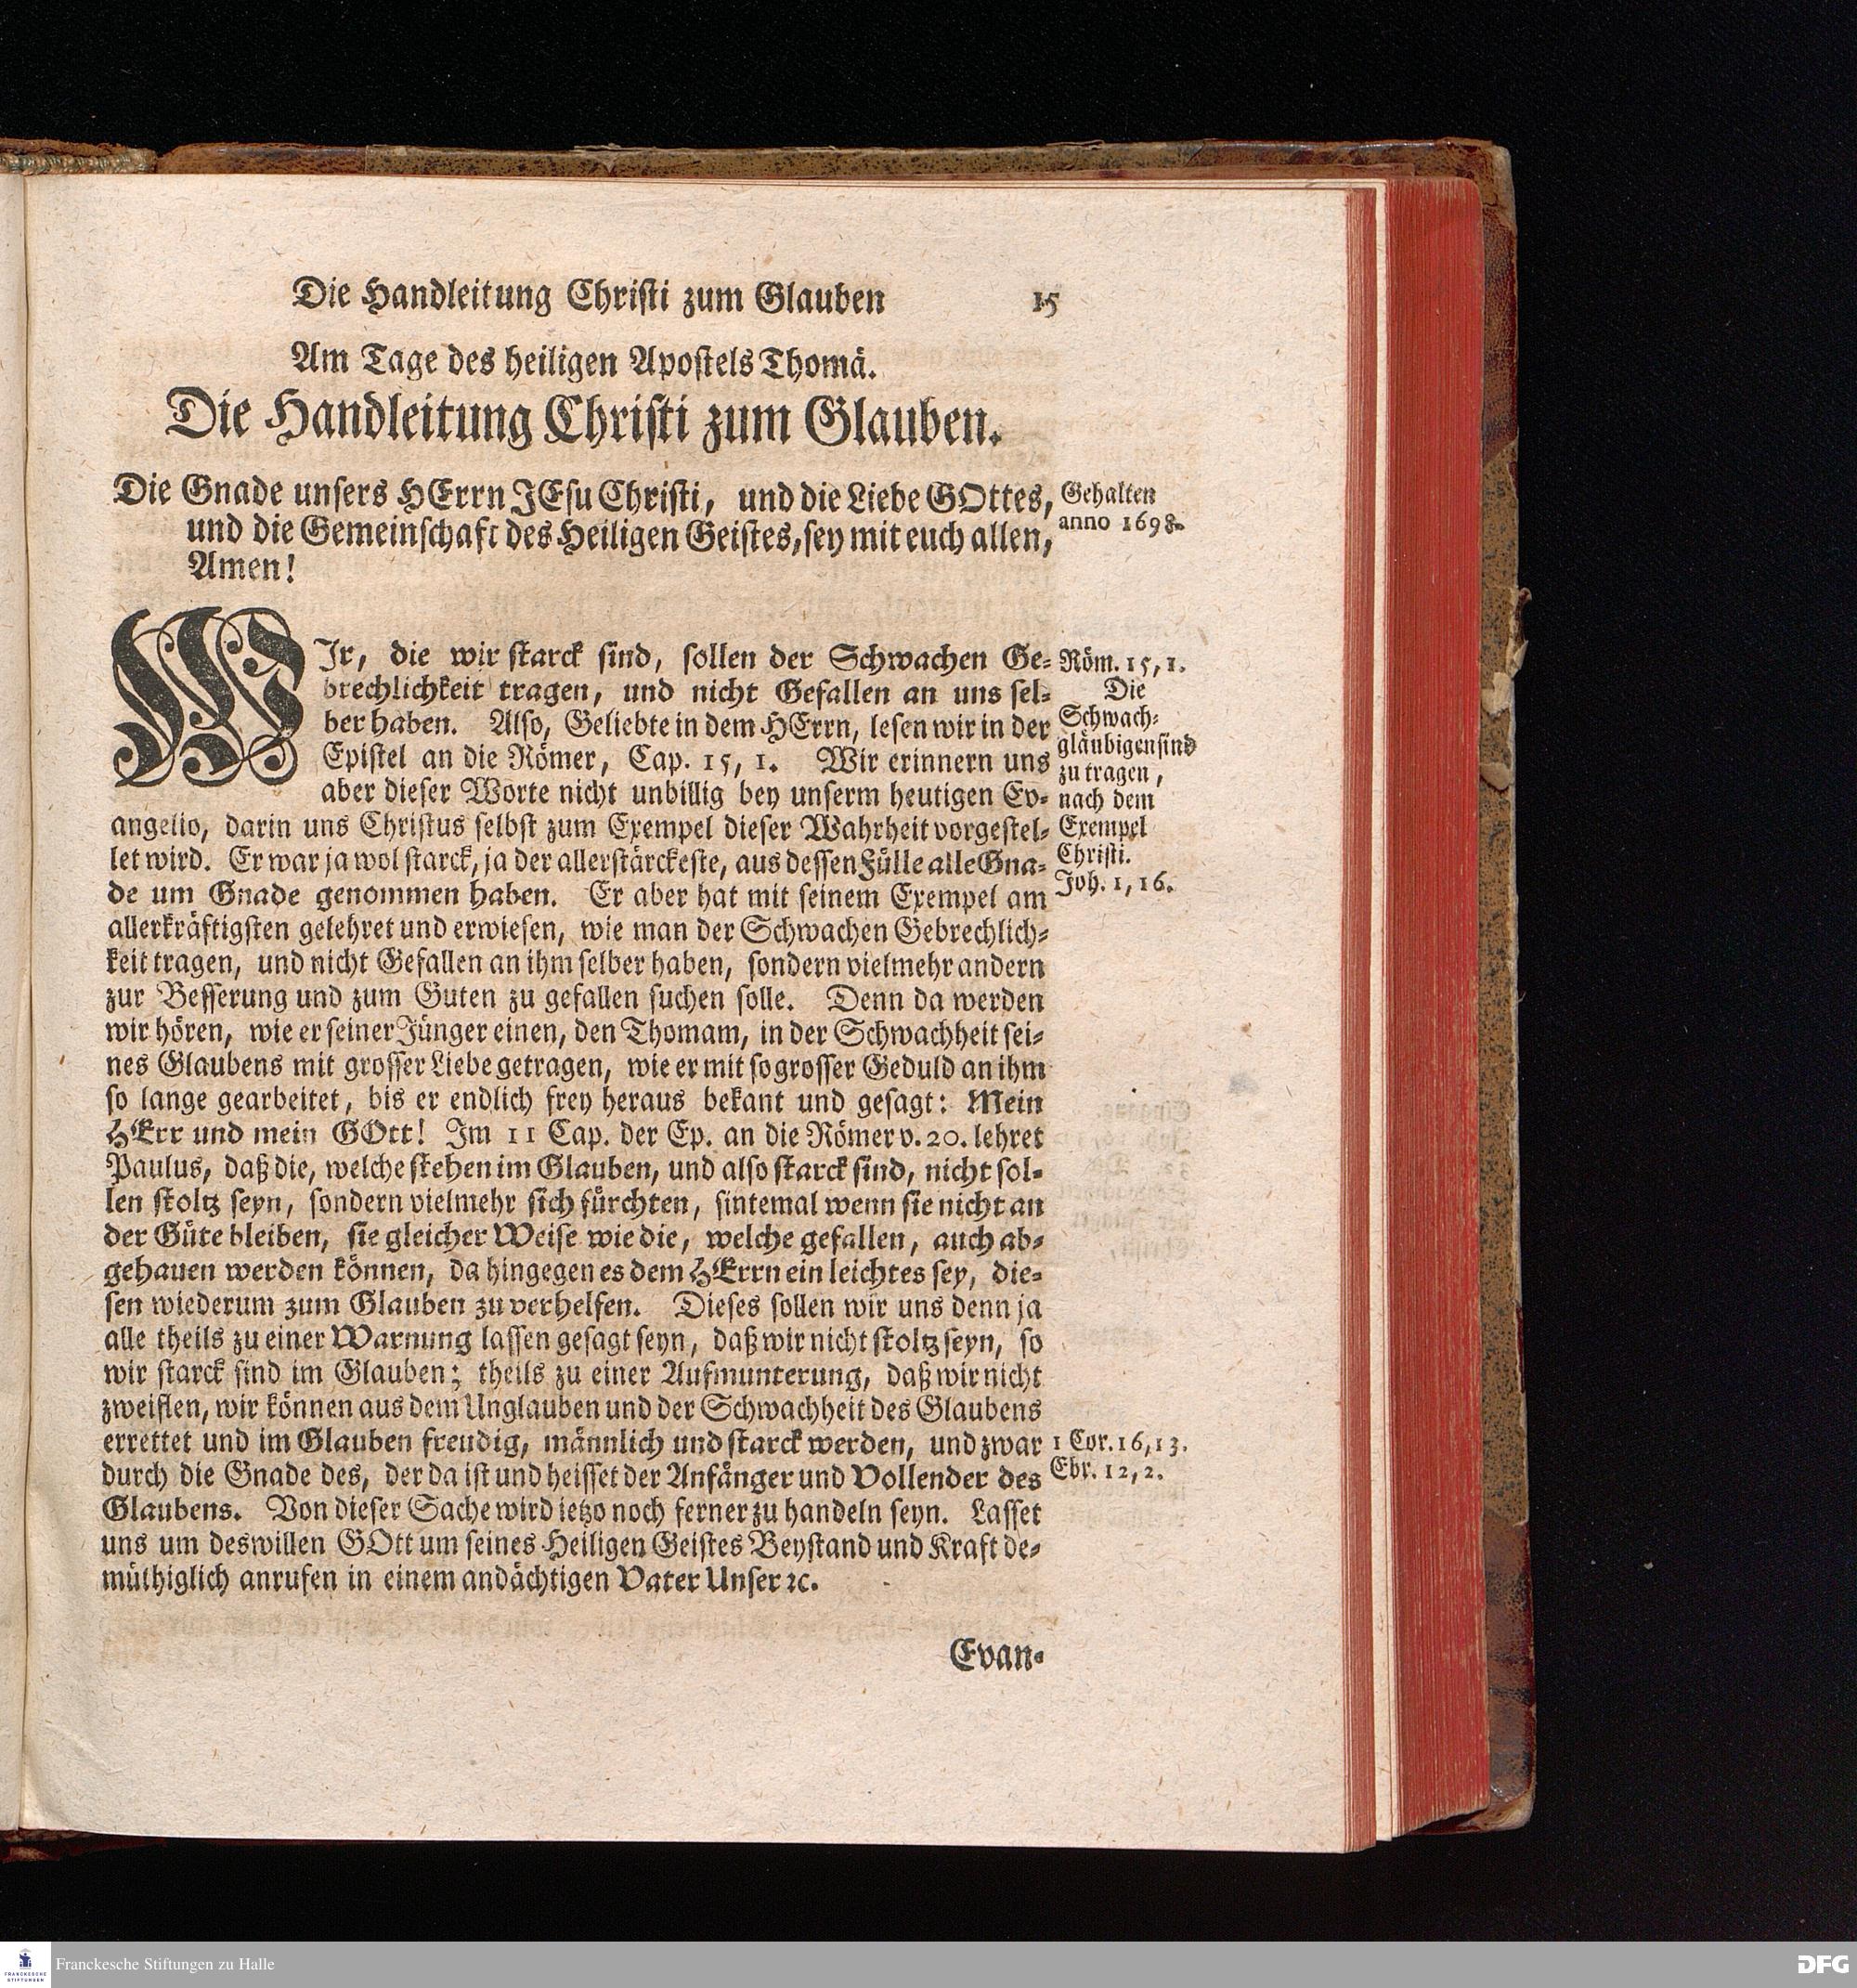 Die Handleitung Christi zum Glauben 15
Am Tage des heiligen Apostels Thomä.
Die Handleitung Christi zum Glauben.
Die Gnade unsers HErrn JEsu Christi, und die Liebe GOttes,
und die Gemeinschaft des Heiligen Geistes, sey mit euch allen,
Amen!
Gehalten
anno 1698.
WIr, die wir starck sind, sollen der Schwachen Ge-
brechlichkeit tragen, und nicht Gefallen an uns sel-
ber haben. Also, Geliebte in dem HErrn, lesen wir in der
Epistel an die Römer, Cap. 15, 1. Wir erinnern uns
aber dieser Worte nicht unbillig bey unserm heutigen Ev-
angelio, darin uns Christus selbst zum Exempel dieser Wahrheit vorgestel-
let wird. Er war ja wol starck, ja der allerstärckeste, aus dessen Fülle alle Gna-
de um Gnade genommen haben. Er aber hat mit seinem Exempel am
allerkräftigsten gelehret und erwiesen, wie man der Schwachen Gebrechlich-
keit tragen, und nicht Gefallen an ihm selber haben, sondern vielmehr andern
zur Besserung und zum Guten zu gefallen suchen solle. Denn da werden
wir hören, wie er seiner Jünger einen, den Thomam, in der Schwachheit sei-
nes Glaubens mit grosser Liebe getragen, wie er mit so grosser Geduld an ihm
so lange gearbeitet, bis er endlich frey heraus bekant und gesagt: Mein
HErr und mein GOtt! Im 11 Cap. der Ep. an die Römer v. 20. lehret
Paulus, daß die, welche stehen im Glauben, und also starck sind, nicht sol-
len stoltz seyn, sondern vielmehr sich fürchten, sintemal wenn sie nicht an
der Güte bleiben, sie gleicher Weise wie die, welche gefallen, auch ab-
gehauen werden können, da hingegen es dem HErrn ein leichtes sey, die-
sen wiederum zum Glauben zu verhelfen. Dieses sollen wir uns denn ja
alle theils zu einer Warnung lassen gesagt seyn, daß wir nicht stoltz seyn, so
wir starck sind im Glauben; theils zu einer Aufmunterung, daß wir nicht
zweiflen, wir können aus dem Unglauben und der Schwachheit des Glaubens
errettet und im Glauben freudig, männlich und starck werden, und zwar
durch die Gnade des, der da ist und heisset der Anfänger und Vollender des
Glaubens. Von dieser Sache wird ietzo noch ferner zu handeln seyn. Lasset
uns um deswillen GOtt um seines Heiligen Geistes Beystand und Kraft de-
müthiglich anrufen in einem andächtigen Vater Unser ꝛc.
Röm. 15, 1.
Die
Schwach-
gläubigen sind
zu tragen,
nach dem
Exempel
Christi.
Joh. 1, 16.
1 Cor. 16, 13.
Ebr. 12, 2.
Evan-
FRANCKESCHE
STIFTUNGEN
Franckesche Stiftungen zu Halle
DFG